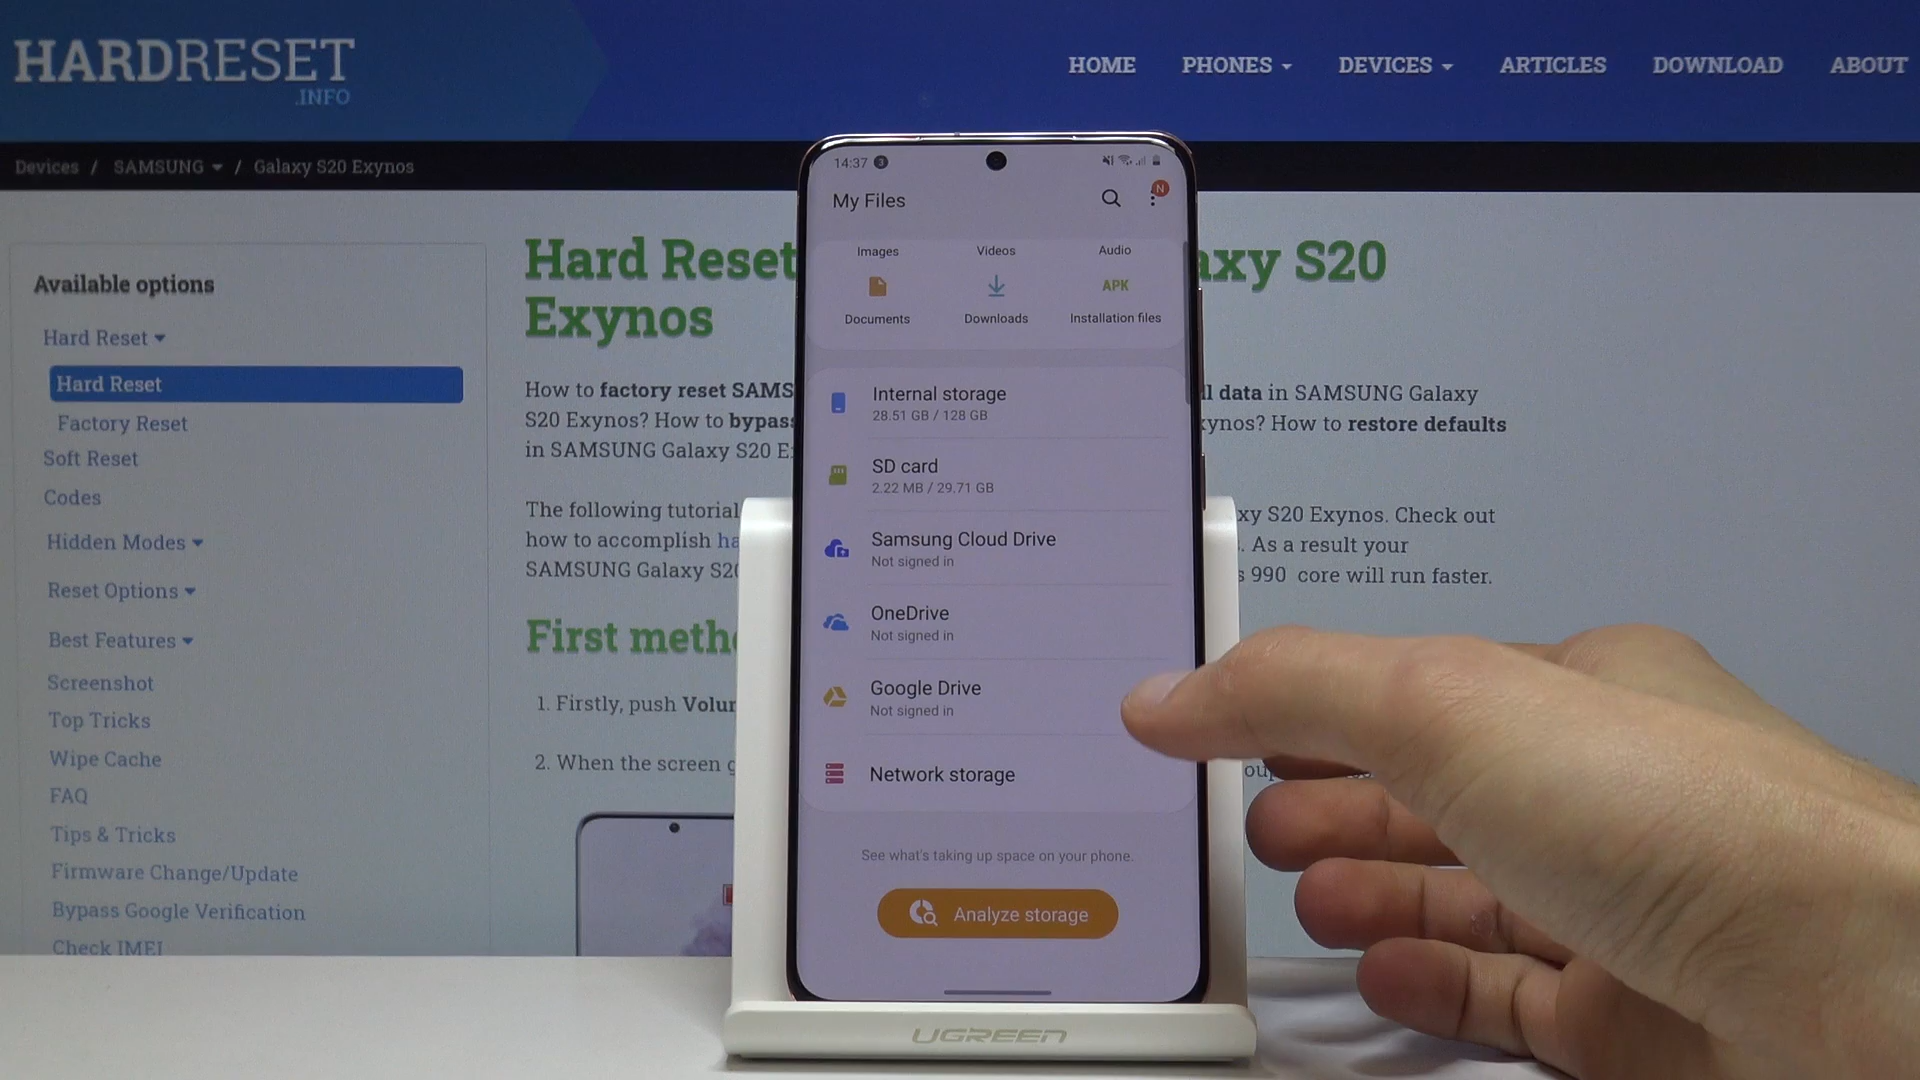 HARDRESET
.INFO
HOME PHONES DEVICES ARTICLES DOWNLOAD ABOUT
Devices / SAMSUNG / Galaxy S20 Exynos
Available options
Hard Reset
Hard Reset
Factory Reset
Soft Reset
Codes
Hidden Modes
Reset Options
Best Features
Screenshot
Top Tricks
Wipe Cache
FAQ
Tips & Tricks
Firmware Change/Update
Bypass Google Verification
Check IMEI
Hard Reset axy S20
Exynos
How to factory reset SAMS ll data in SAMSUNG Galaxy
S20 Exynos? How to bypass ynos? How to restore defaults
in SAMSUNG Galaxy S20 E
The following tutorial xy S20 Exynos. Check out
how to accomplish ha . As a result your
SAMSUNG Galaxy S20 s 990 core will run faster.
First meth
1. Firstly, push Volu
2. When the screen g
14:37 3
My Files
N
Images Videos Audio
APK
Documents Downloads Installation files
Internal storage
28.51 GB / 128 GB
SD card
2.22 MB / 29.71 GB
Samsung Cloud Drive
Not signed in
OneDrive
Not signed in
Google Drive
Not signed in
Network storage
See what's taking up space on your phone.
Analyze storage
UGREEN